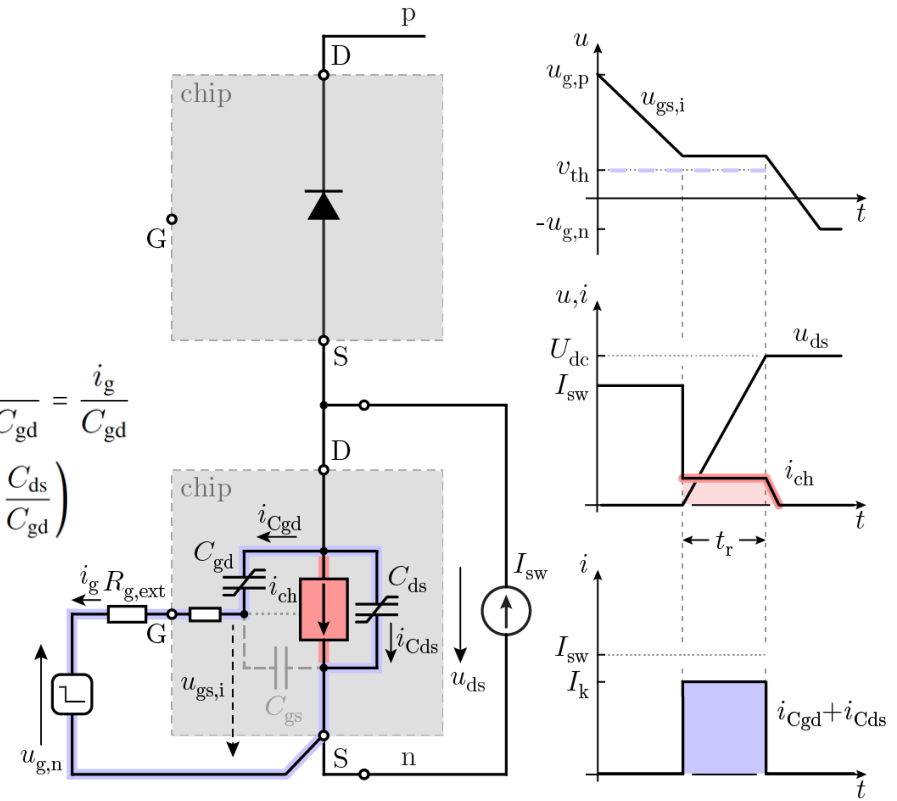 p
D
chip
G
S
C_gd = i_g / C_gd
C_ds / C_gd )
D
chip
i_Cgd
C_gd
i_g R_g,ext
i_ch
C_ds
I_sw
G
i_Cds
u_gs,i
C_gs
u_ds
u_g,n
S
n
u
u_g,p
u_gs,i
v_th
t
-u_g,n
u,i
U_dc
u_ds
I_sw
i_ch
t
t_r
i
I_sw
I_k
i_Cgd+i_Cds
t